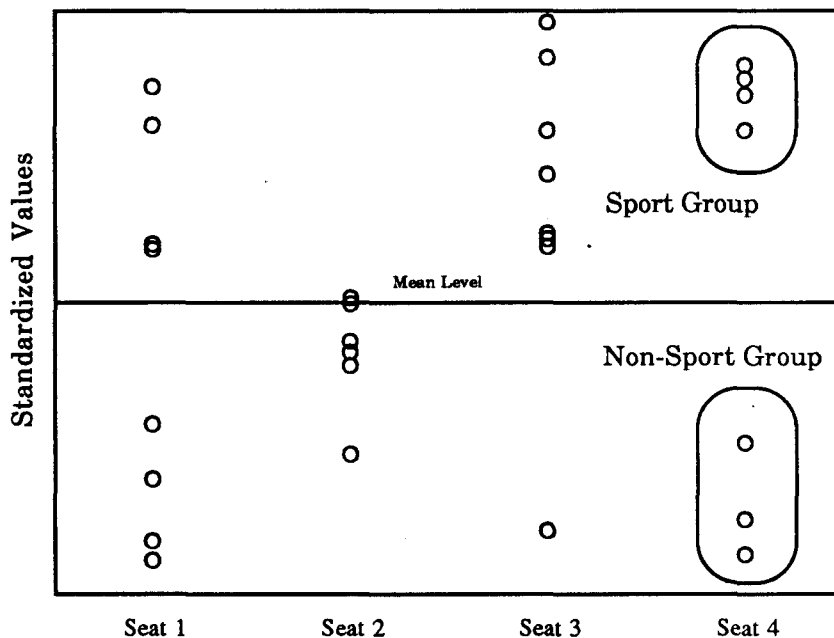 Standardized Values
Sport Group
Mean Level
Non-Sport Group
Seat 1
Seat 2
Seat 3
Seat 4